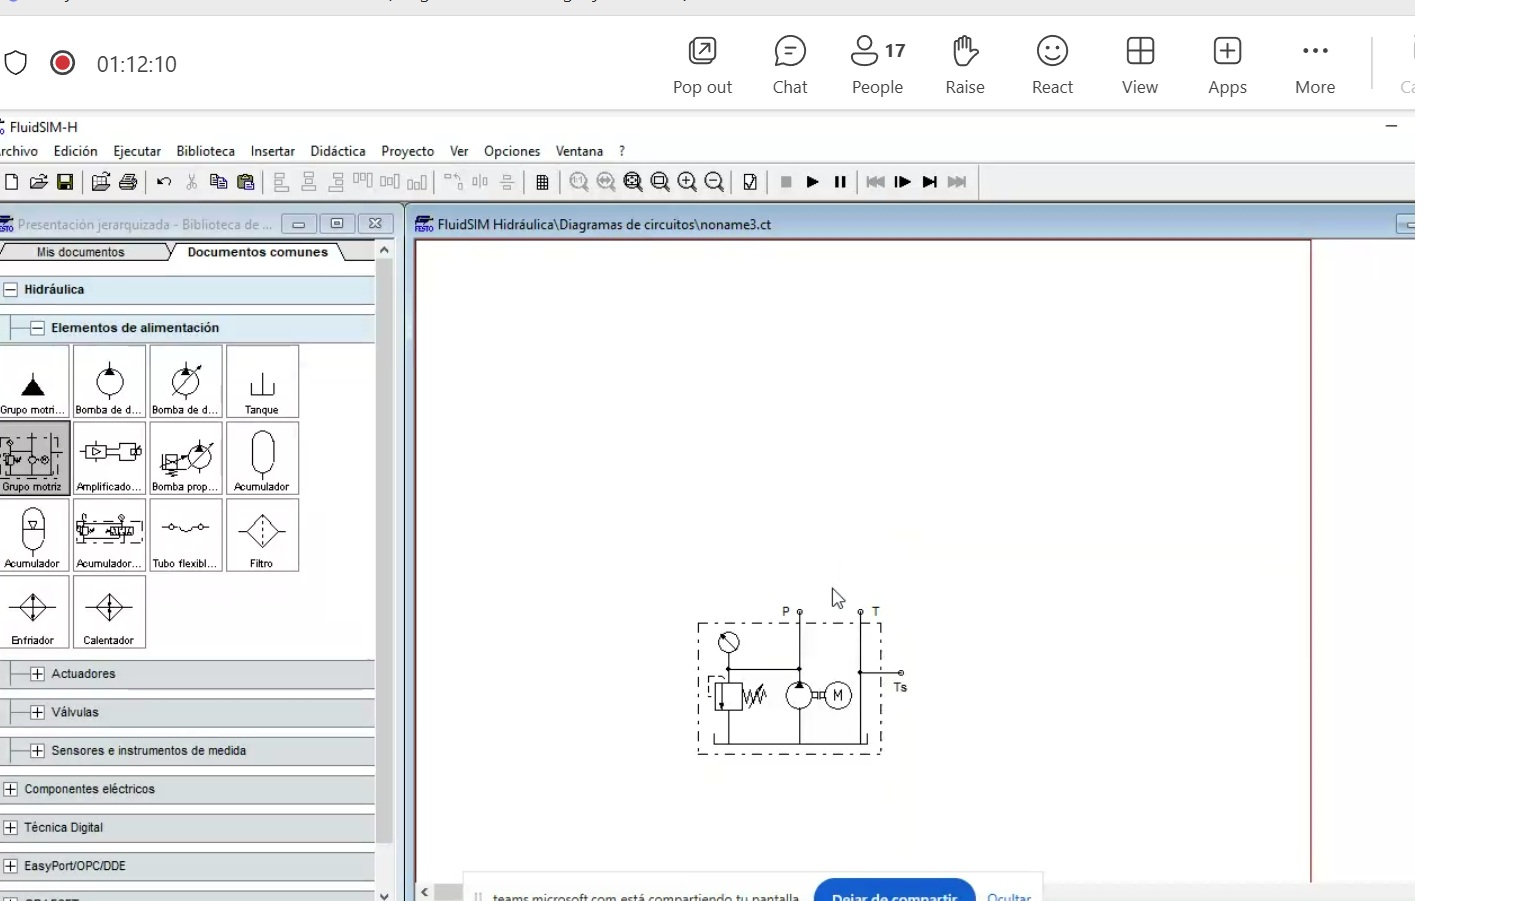 01:12:10
Pop out
Chat
17
People
Raise
React
View
Apps
More
FluidSIM-H
rchivo Edición Ejecutar Biblioteca Insertar Didáctica Proyecto Ver Opciones Ventana ?
Presentación jerarquizada - Biblioteca de ...
Mis documentos
Documentos comunes
Hidráulica
Elementos de alimentación
Grupo motri...
Bomba de d...
Bomba de d...
Tanque
Grupo motriz
Amplificado...
Bomba prop...
Acumulador
Acumulador
Acumulador...
Tubo flexibl...
Filtro
Enfriador
Calentador
Actuadores
Válvulas
Sensores e instrumentos de medida
Componentes eléctricos
Técnica Digital
EasyPort/OPC/DDE
FESTO FluidSIM Hidráulica\Diagramas de circuitos\noname3.ct
P
T
Ts
M
teams.microsoft.com está compartiendo tu pantalla.
Dejar de compartir
Ocultar